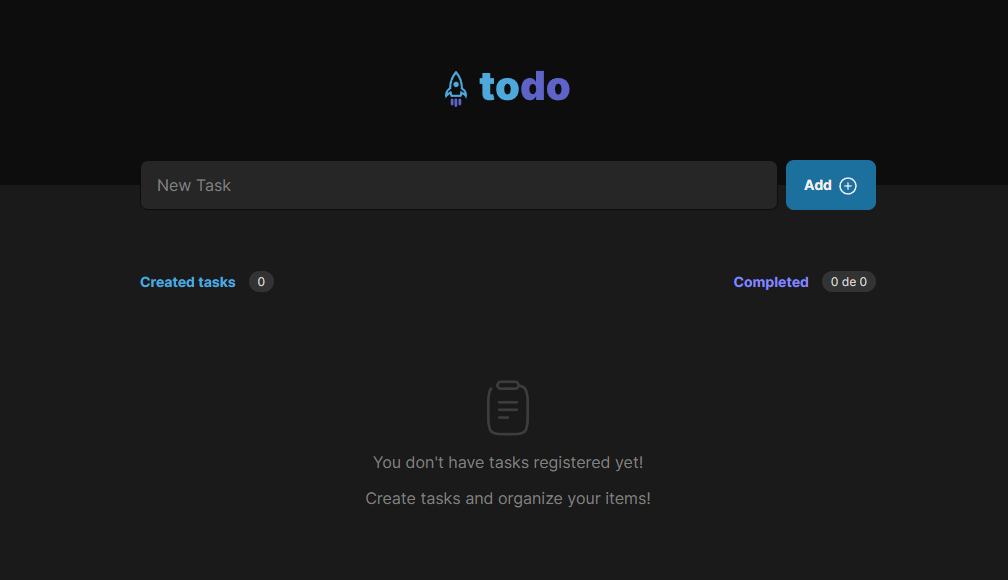 todo
New Task
Add
Created tasks 0
Completed 0 de 0
You don't have tasks registered yet!
Create tasks and organize your items!